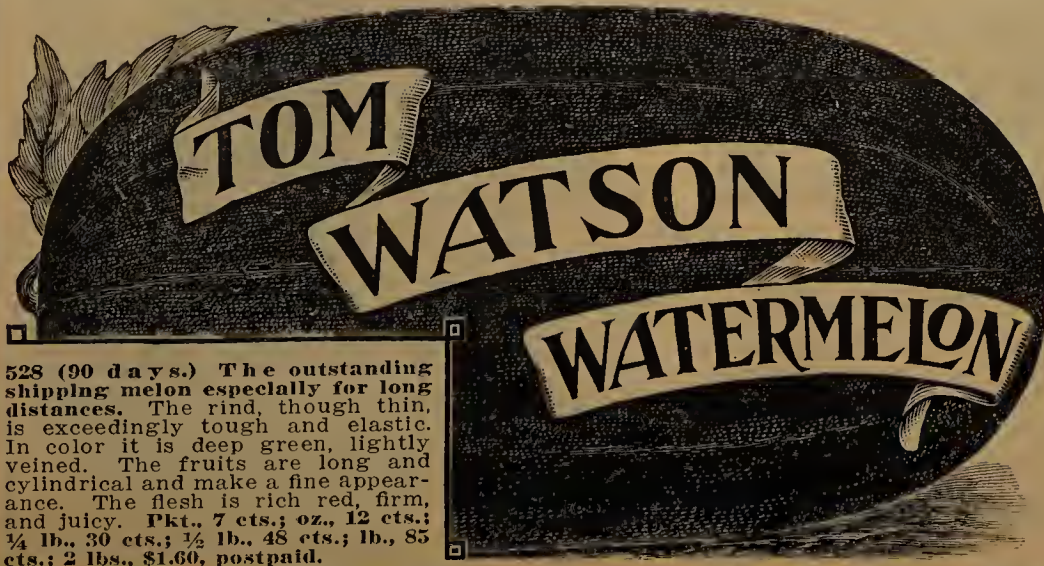 TOM
WATSON
WATERMELON
528 (90 days.) The outstanding
shipping melon especially for long
distances. The rind, though thin,
is exceedingly tough and elastic.
In color it is deep green, lightly
veined. The fruits are long and
cylindrical and make a fine appear-
ance. The flesh is rich red, firm,
and juicy. Pkt., 7 cts.; oz., 12 cts.;
¼ lb., 30 cts.; ½ lb., 48 cts.; lb., 85
cts.; 2 lbs., $1.60, postpaid.